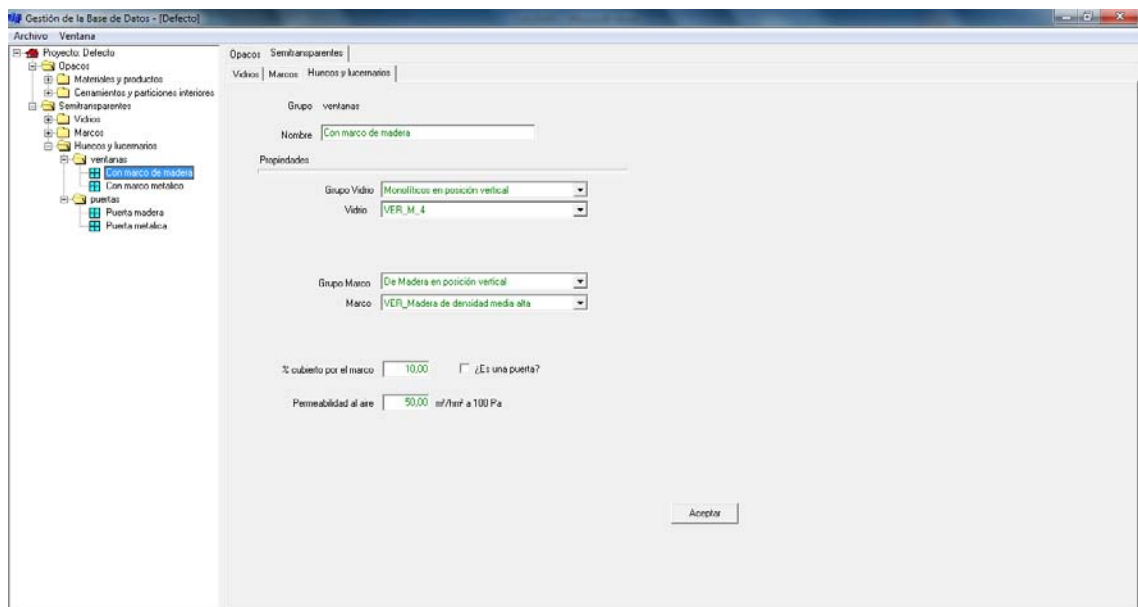 Gestión de la Base de Datos - [Defecto]
Archivo Ventana
Proyecto: Defecto
Opacos
Materiales y productos
Cerramientos y particiones interiores
Semitransparentes
Vidrios
Marcos
Huecos y lucernarios
ventanas
Con marco de madera
Con marco metalico
puertas
Puerta madera
Puerta metalica
Opacos Semitransparentes
Vidrios Marcos Huecos y lucernarios
Grupo ventanas
Nombre Con marco de madera
Propiedades
Grupo Vidrio Monolíticos en posición vertical
Vidrio VER_M_4
Grupo Marco De Madera en posición vertical
Marco VER_Madera de densidad media alta
% cubierto por el marco 10,00 ¿Es una puerta?
Permeabilidad al aire 50,00 m³/hm² a 100 Pa
Aceptar